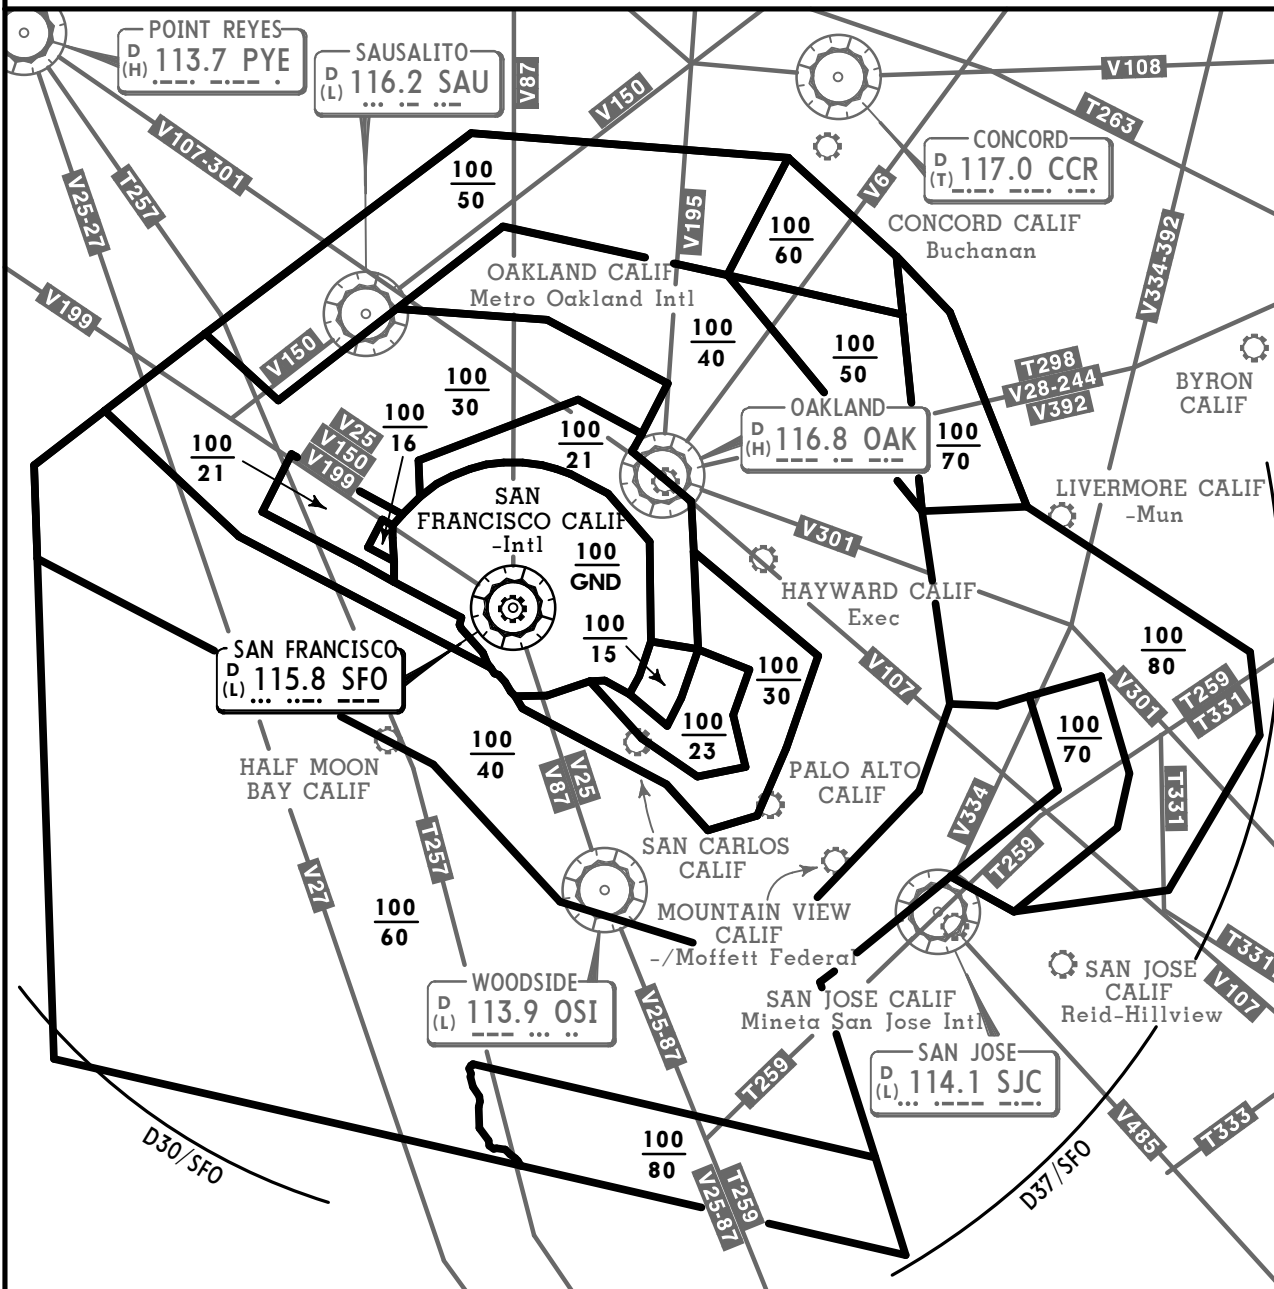 POINT REYES
D
(H) 113.7 PYE
SAUSALITO
D
(L) 116.2 SAU
V87
V150
V108
T263
CONCORD
D
(T) 117.0 CCR
CONCORD CALIF
Buchanan
V107-301
V25-27
T257
100
50
V195
V6
100
60
V334-392
V199
OAKLAND CALIF
Metro Oakland Intl
V150
100
40
100
50
T298
V28-244
V392
BYRON
CALIF
100
30
100
16
V25
V150
V199
100
21
100
21
OAKLAND
D
(H) 116.8 OAK
100
70
SAN
FRANCISCO CALIF
-Intl
100
GND
LIVERMORE CALIF
-Mun
V301
HAYWARD CALIF
Exec
100
15
SAN FRANCISCO
D
(L) 115.8 SFO
100
30
V107
100
80
T259
T331
V301
100
23
100
70
100
40
HALF MOON
BAY CALIF
V25
V87
PALO ALTO
CALIF
T331
V334
T259
SAN CARLOS
CALIF
T257
V27
100
60
MOUNTAIN VIEW
CALIF
-/Moffett Federal
T331
V107
SAN JOSE
CALIF
Reid-Hillview
WOODSIDE
D
(L) 113.9 OSI
SAN JOSE CALIF
Mineta San Jose Intl
V25-87
SAN JOSE
D
(L) 114.1 SJC
T259
V485
T333
D30/SFO
100
80
D37/SFO
T259
V25-87